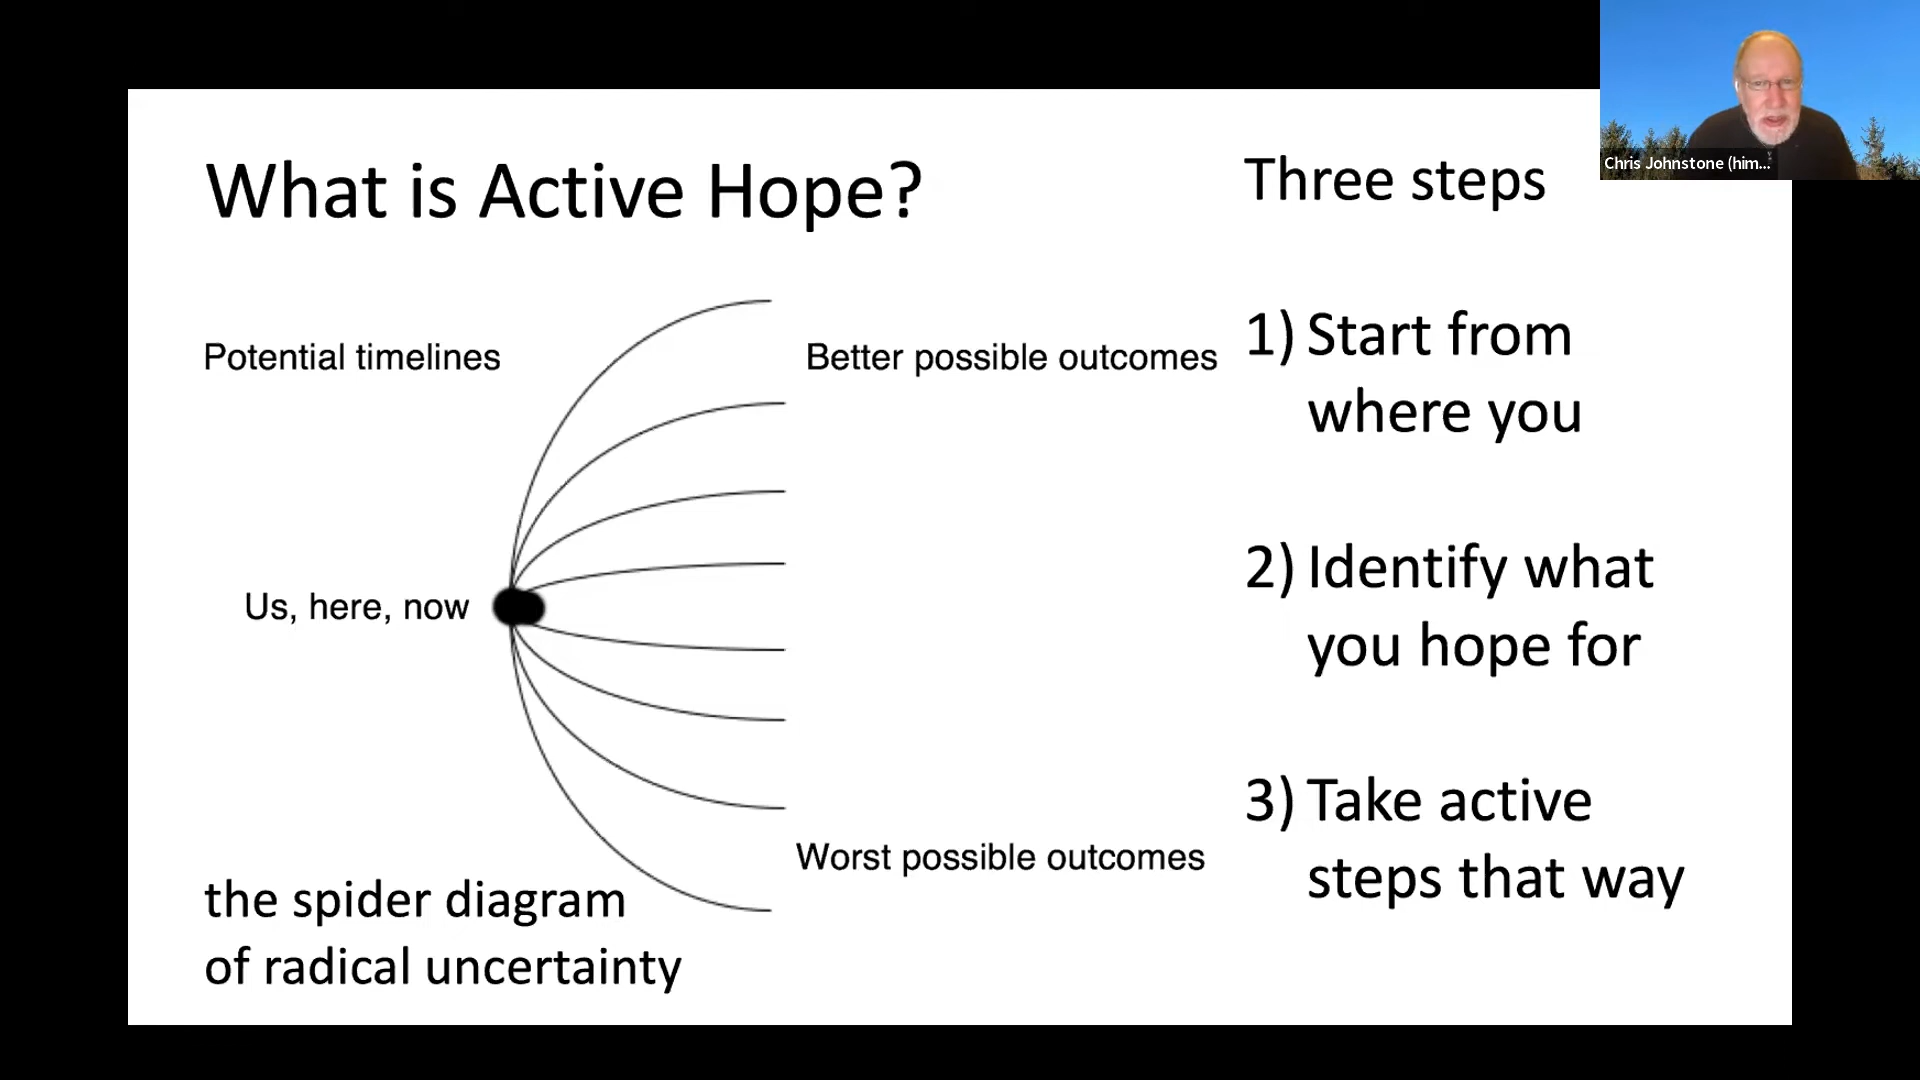 What is Active Hope?
Potential timelines
Better possible outcomes
Us, here, now
Worst possible outcomes
the spider diagram
of radical uncertainty
Three steps
1) Start from
where you
2) Identify what
you hope for
3) Take active
steps that way
Chris Johnstone (him...